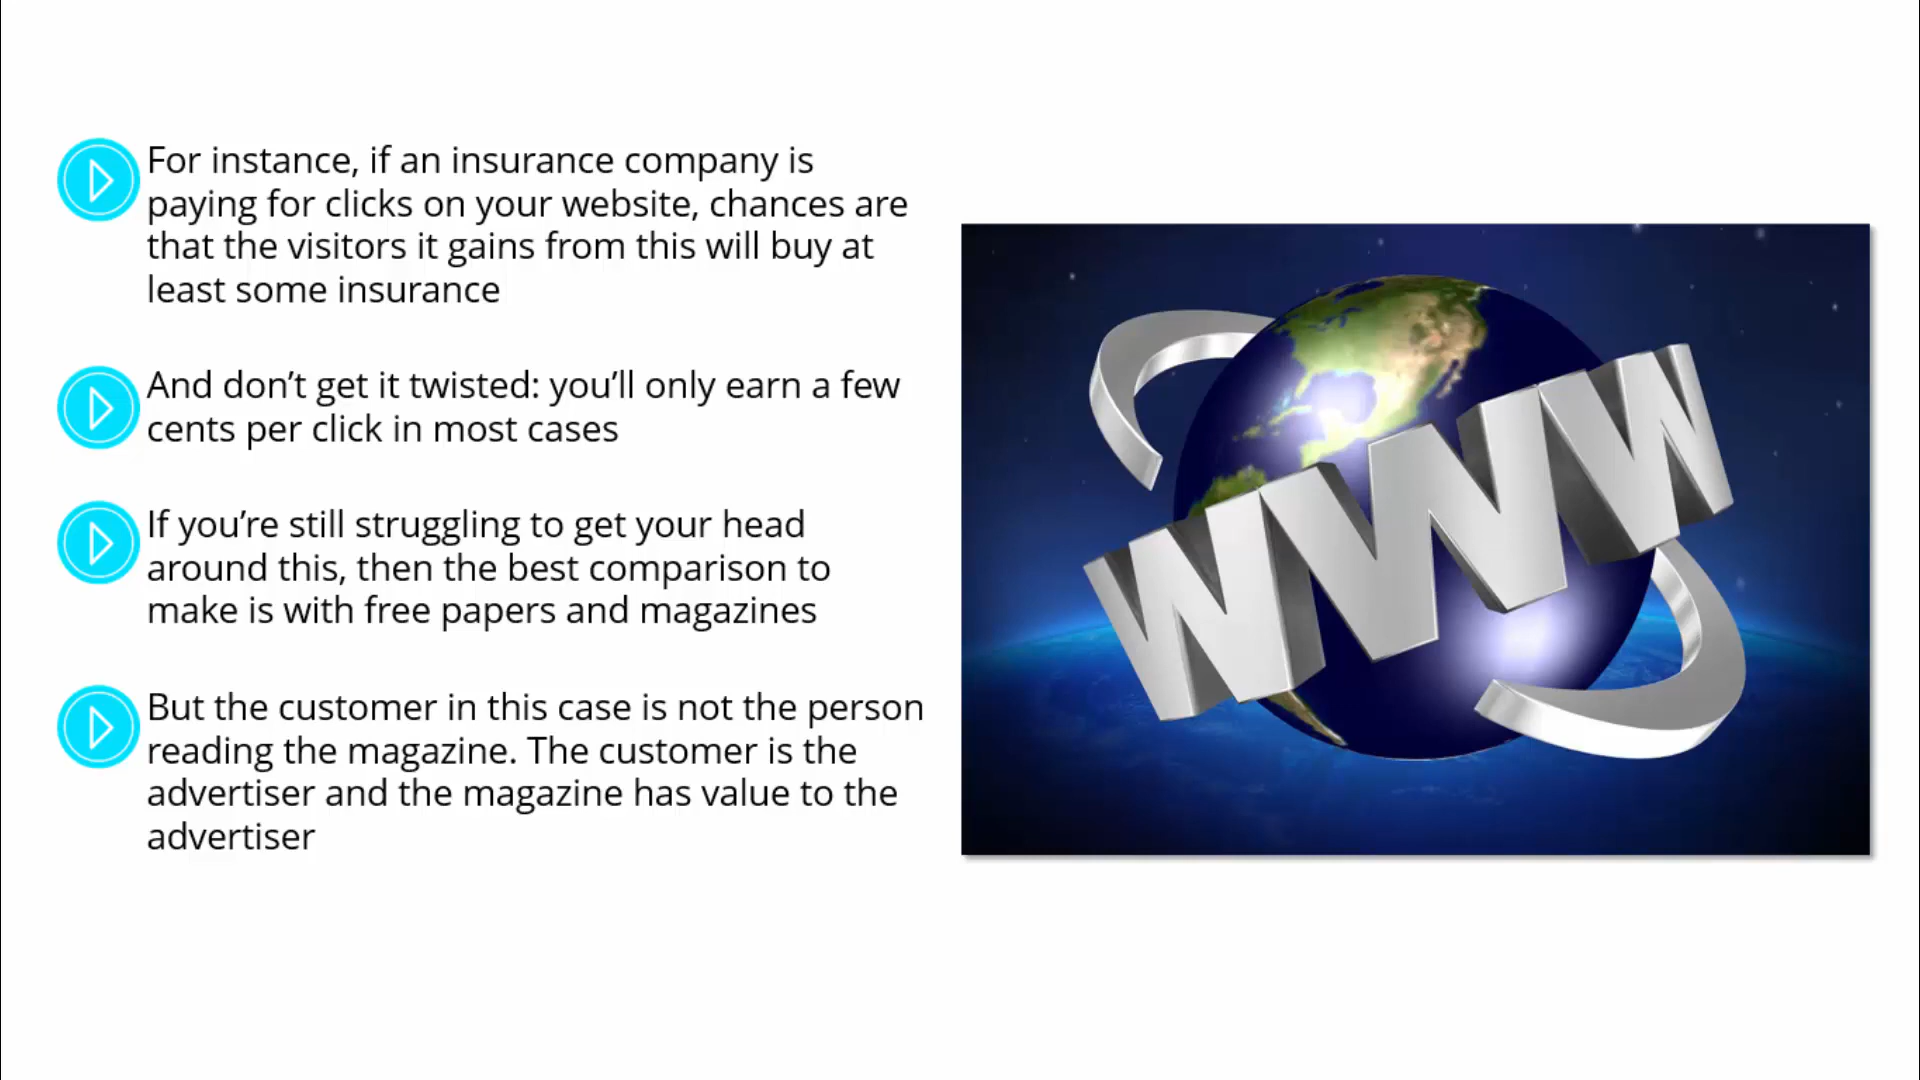 For instance, if an insurance company is
paying for clicks on your website, chances are
that the visitors it gains from this will buy at
least some insurance
And don’t get it twisted: you’ll only earn a few
cents per click in most cases
If you’re still struggling to get your head
around this, then the best comparison to
make is with free papers and magazines
But the customer in this case is not the person
reading the magazine. The customer is the
advertiser and the magazine has value to the
advertiser
WWW